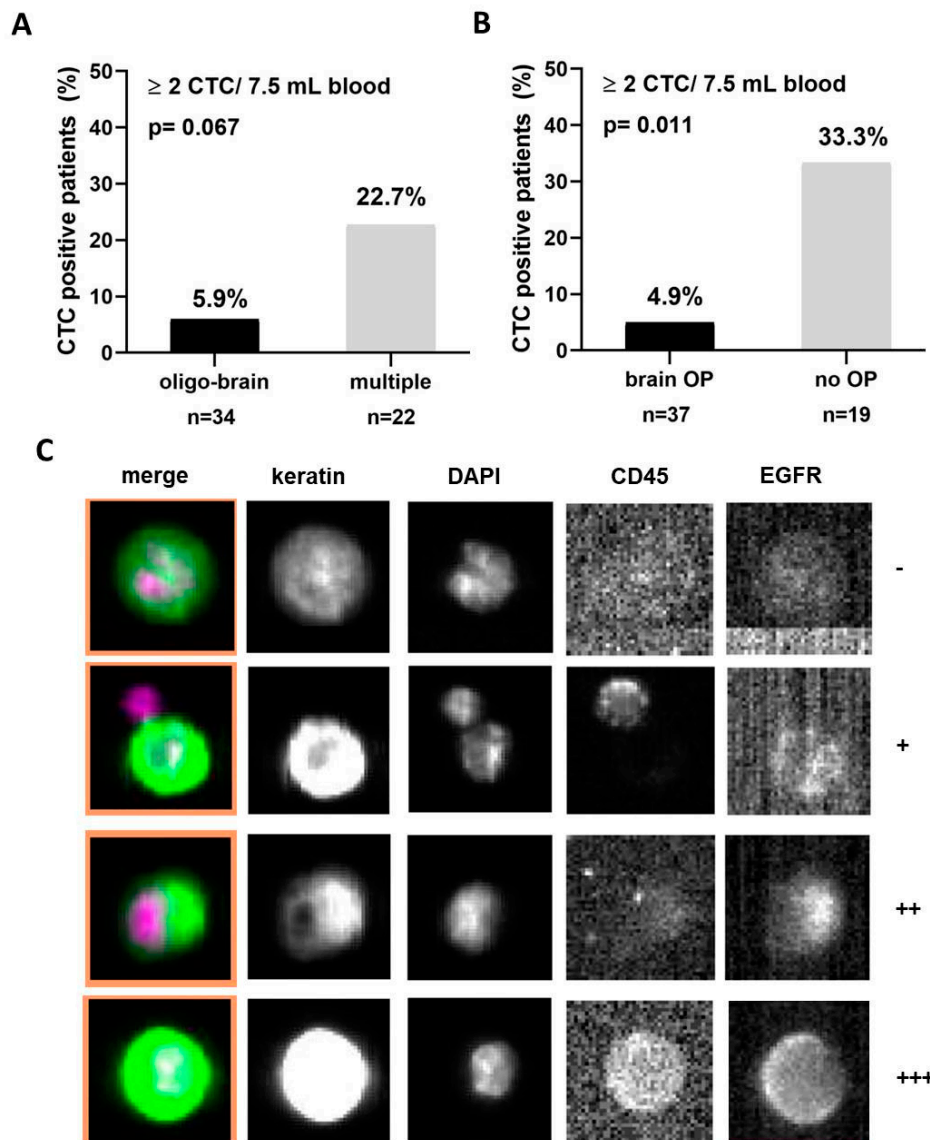 A
CTC positive patients (%)
50
40
30
20
10
0
≥ 2 CTC/ 7.5 mL blood
p= 0.067
5.9%
22.7%
oligo-brain
multiple
n=34
n=22
B
CTC positive patients (%)
50
40
30
20
10
0
≥ 2 CTC/ 7.5 mL blood
p= 0.011
4.9%
33.3%
brain OP
no OP
n=37
n=19
C
merge keratin DAPI CD45 EGFR
-
+
++
+++